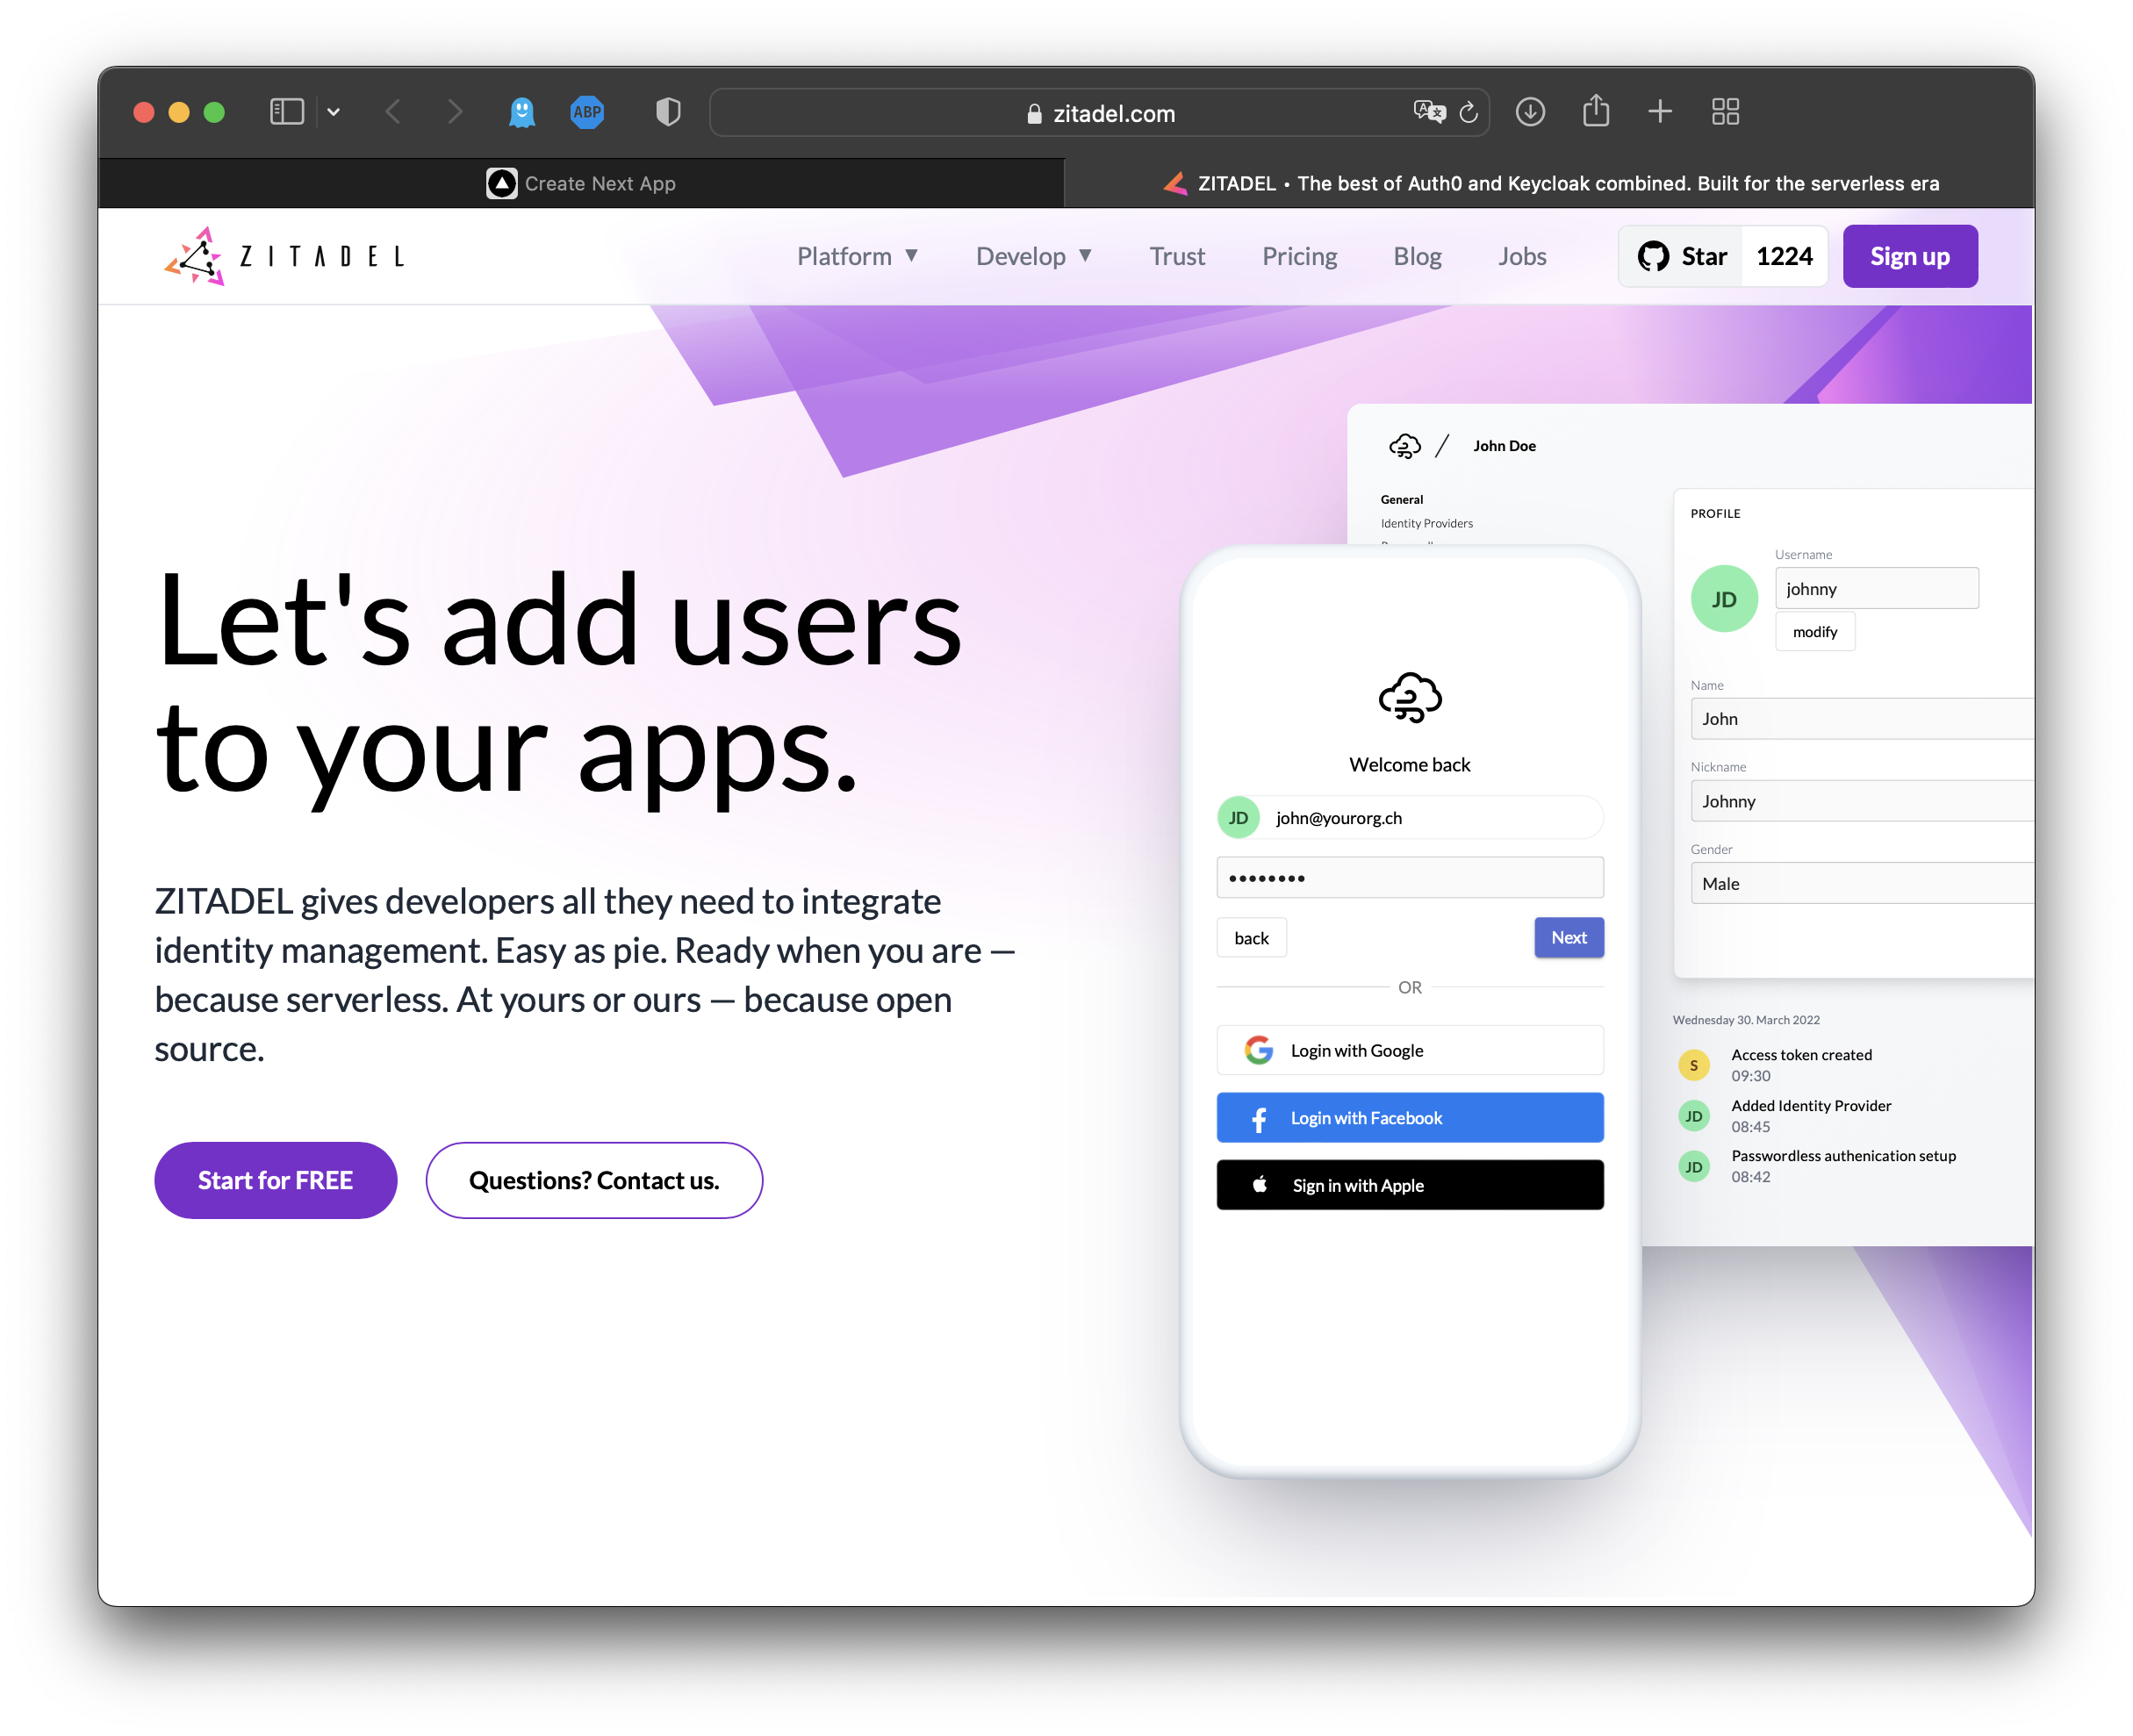 ABP
zitadel.com
Create Next App
ZITADEL • The best of Auth0 and Keycloak combined. Built for the serverless era
ZITADEL
Platform ▼
Develop ▼
Trust
Pricing
Blog
Jobs
Star
1224
Sign up
Let's add users
to your apps.
ZITADEL gives developers all they need to integrate
identity management. Easy as pie. Ready when you are —
because serverless. At yours or ours — because open
source.
Start for FREE
Questions? Contact us.
John Doe
General
Identity Providers
PROFILE
JD
Username
johnny
modify
Name
John
Nickname
Johnny
Gender
Male
Welcome back
JD
john@yourorg.ch
back
Next
OR
Login with Google
Login with Facebook
Sign in with Apple
Wednesday 30. March 2022
S
Access token created
09:30
JD
Added Identity Provider
08:45
JD
Passwordless authenication setup
08:42